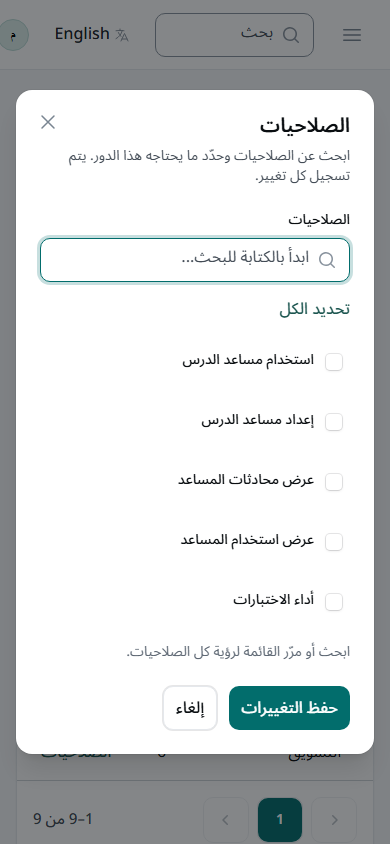 بحث
English
م
الصلاحيات
ابحث عن الصلاحيات وحدّد ما يحتاجه هذا الدور. يتم
تسجيل كل تغيير.
الصلاحيات
ابدأ بالكتابة للبحث...
تحديد الكل
استخدام مساعد الدرس
إعداد مساعد الدرس
عرض محادثات المساعد
عرض استخدام المساعد
أداء الاختبارات
ابحث أو مرّر القائمة لرؤية كل الصلاحيات.
حفظ التغييرات
إلغاء
التسويق
الصلاحيات
1
1–9 من 9